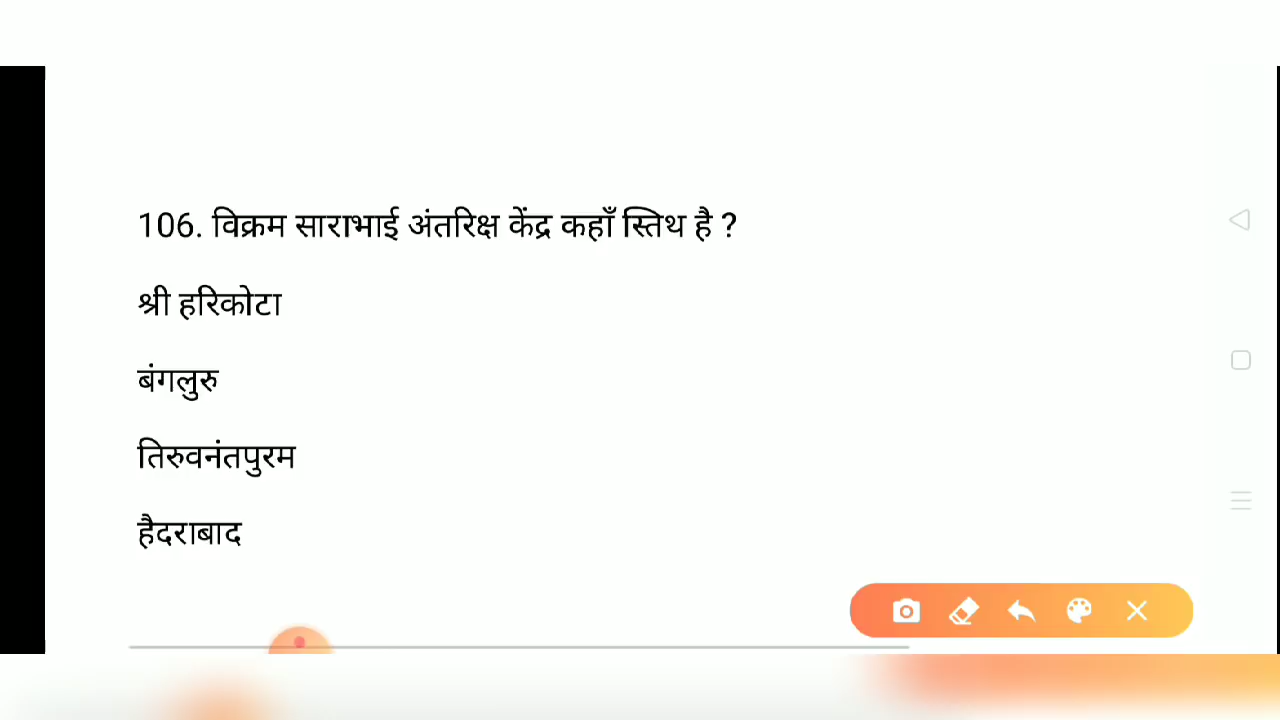 106. विक्रम साराभाई अंतरिक्ष केंद्र कहाँ स्तिथ है ?
श्री हरिकोटा
बंगलुरु
तिरुवनंतपुरम
हैदराबाद